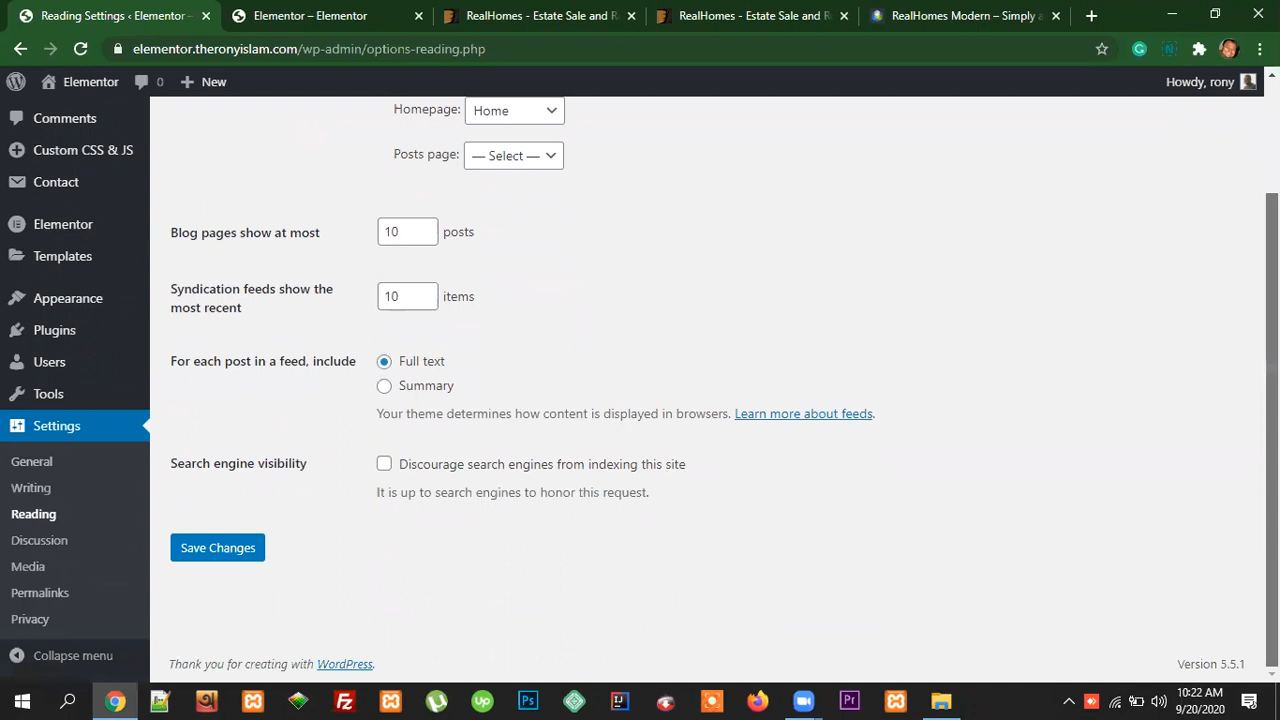 Reading Settings ‹ Elementor —
Elementor – Elementor
RealHomes - Estate Sale and R
RealHomes - Estate Sale and R
RealHomes Modern – Simply a
elementor.theronyislam.com/wp-admin/options-reading.php
Elementor
0
New
Howdy, rony
Comments
Custom CSS & JS
Contact
Elementor
Templates
Appearance
Plugins
Users
Tools
Settings
General
Writing
Reading
Discussion
Media
Permalinks
Privacy
Collapse menu
Homepage: Home
Posts page: — Select —
Blog pages show at most 10 posts
Syndication feeds show the
most recent
10 items
For each post in a feed, include
Full text
Summary
Your theme determines how content is displayed in browsers. Learn more about feeds.
Search engine visibility
Discourage search engines from indexing this site
It is up to search engines to honor this request.
Save Changes
Thank you for creating with WordPress.
Version 5.5.1
Ps
Pr
up
10:22 AM
9/20/2020